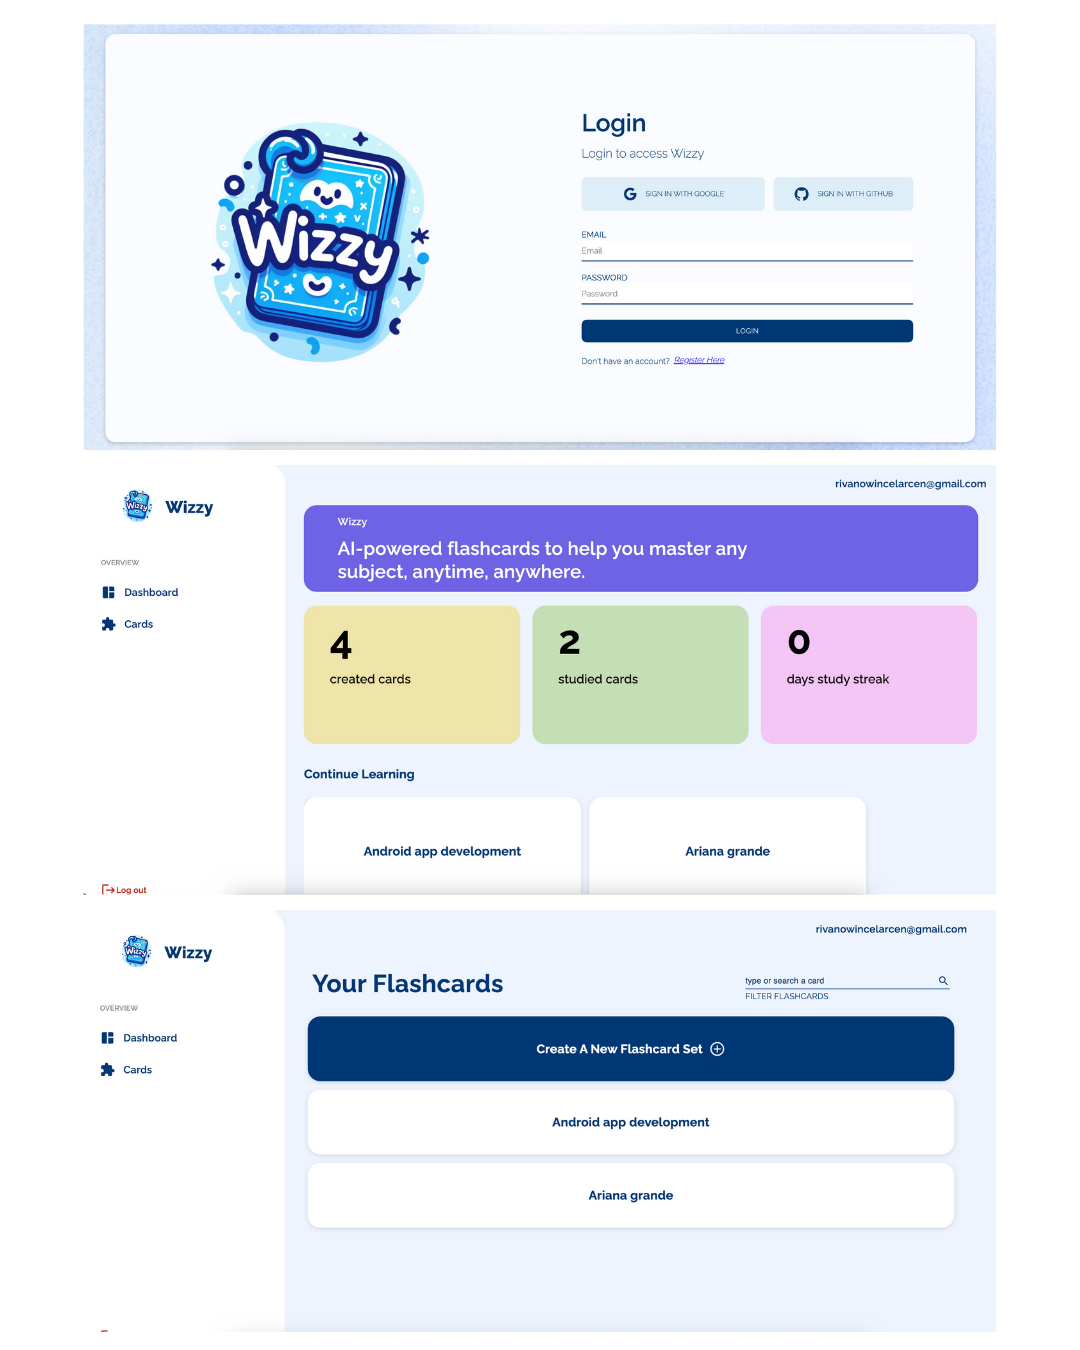 Wizzy
Login
Login to access Wizzy
SIGN IN WITH GOOGLE
SIGN IN WITH GITHUB
EMAIL
Email
PASSWORD
Password
LOGIN
Don't have an account? Register Here
Wizzy
Wizzy
OVERVIEW
Dashboard
Cards
Log out
rivanowincelarcen@gmail.com
Wizzy
AI-powered flashcards to help you master any
subject, anytime, anywhere.
4
created cards
2
studied cards
0
days study streak
Continue Learning
Android app development
Ariana grande
Wizzy
Wizzy
OVERVIEW
Dashboard
Cards
rivanowincelarcen@gmail.com
Your Flashcards
type or search a card
FILTER FLASHCARDS
Create A New Flashcard Set
Android app development
Ariana grande